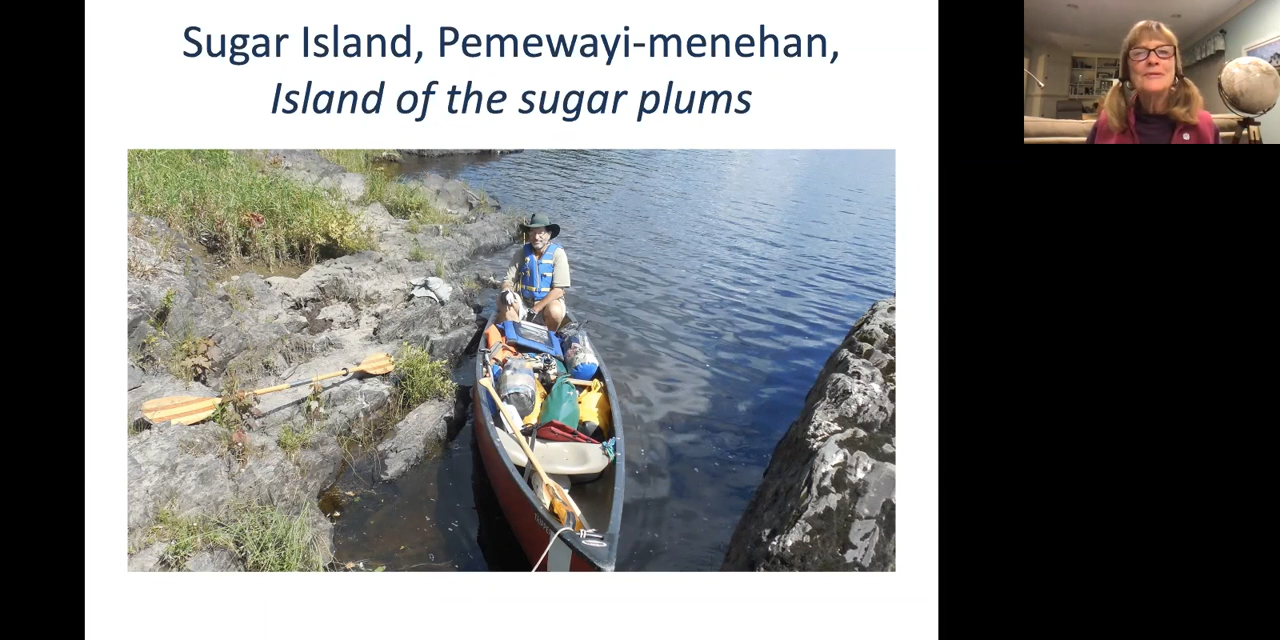 Sugar Island, Pemewayi-menehan,
Island of the sugar plums